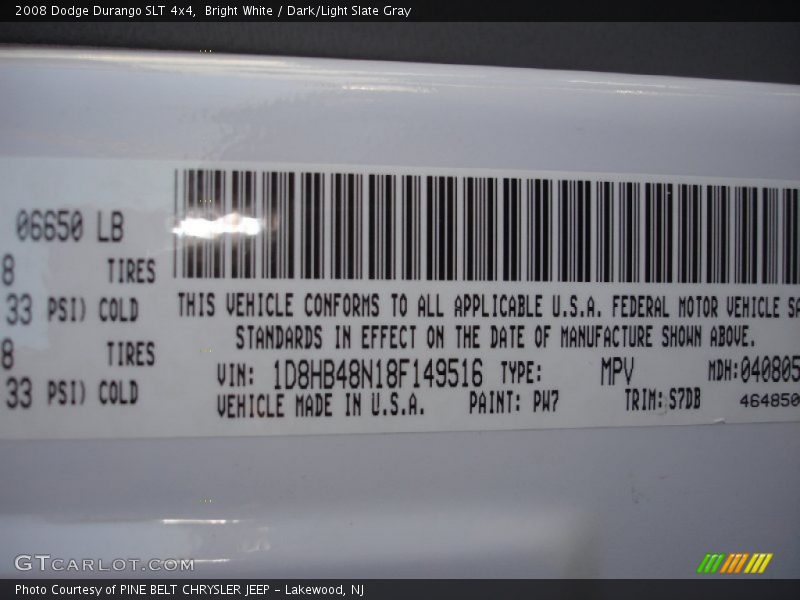 2008 Dodge Durango SLT 4x4,  Bright White / Dark/Light Slate Gray
06650 LB
8 TIRES
33 PSI) COLD
8 TIRES
33 PSI) COLD
THIS VEHICLE CONFORMS TO ALL APPLICABLE U.S.A. FEDERAL MOTOR VEHICLE SA
STANDARDS IN EFFECT ON THE DATE OF MANUFACTURE SHOWN ABOVE.
VIN: 1D8HB48N18F149516 TYPE: MPV MDH:040805
VEHICLE MADE IN U.S.A. PAINT: PW7 TRIM: S7DB 464850
GTCARLOT.COM
Photo Courtesy of PINE BELT CHRYSLER JEEP - Lakewood, NJ